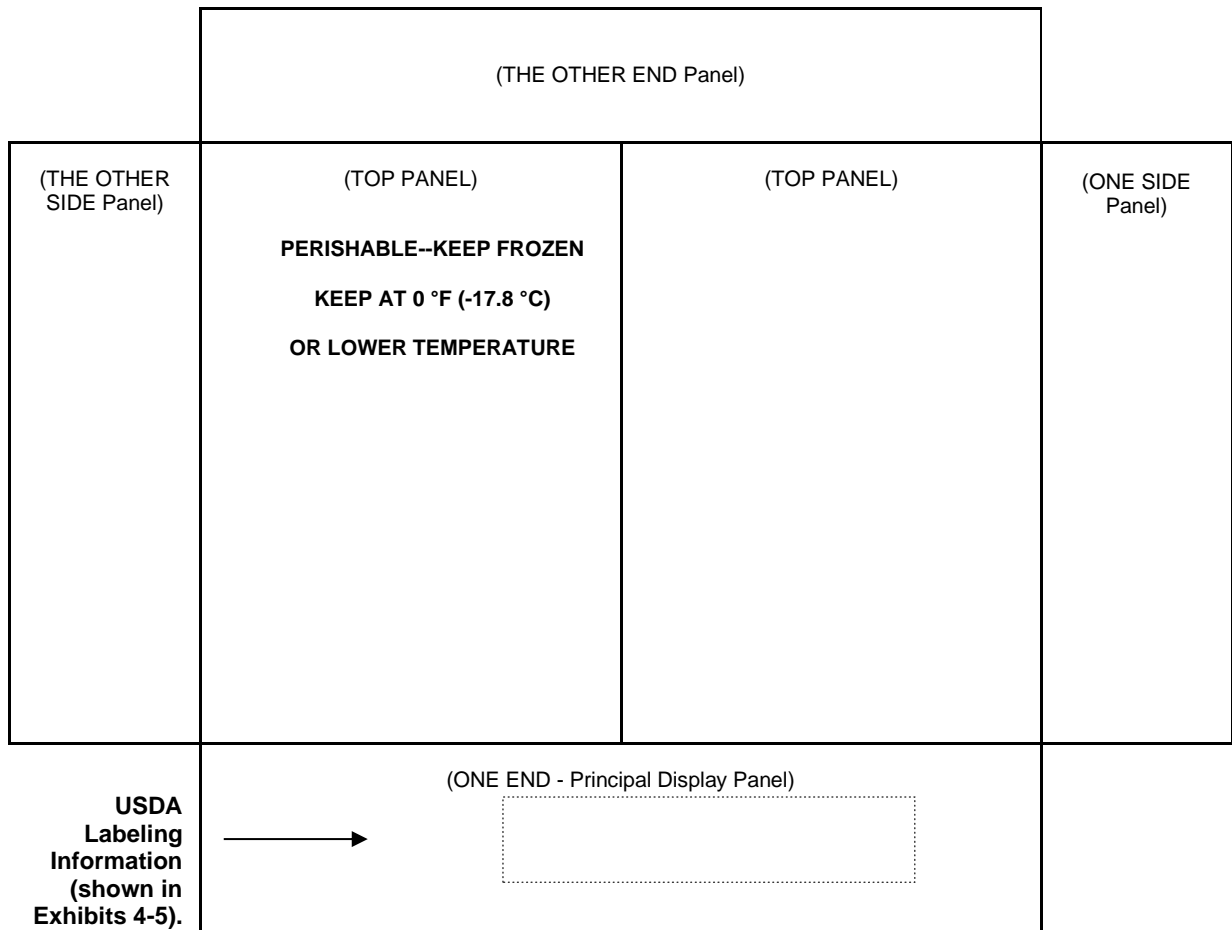 (THE OTHER END Panel)
(THE OTHER
SIDE Panel)
(TOP PANEL)
PERISHABLE--KEEP FROZEN
KEEP AT 0 °F (-17.8 °C)
OR LOWER TEMPERATURE
(TOP PANEL)
(ONE SIDE
Panel)
(ONE END - Principal Display Panel)
USDA
Labeling
Information
(shown in
Exhibits 4-5).